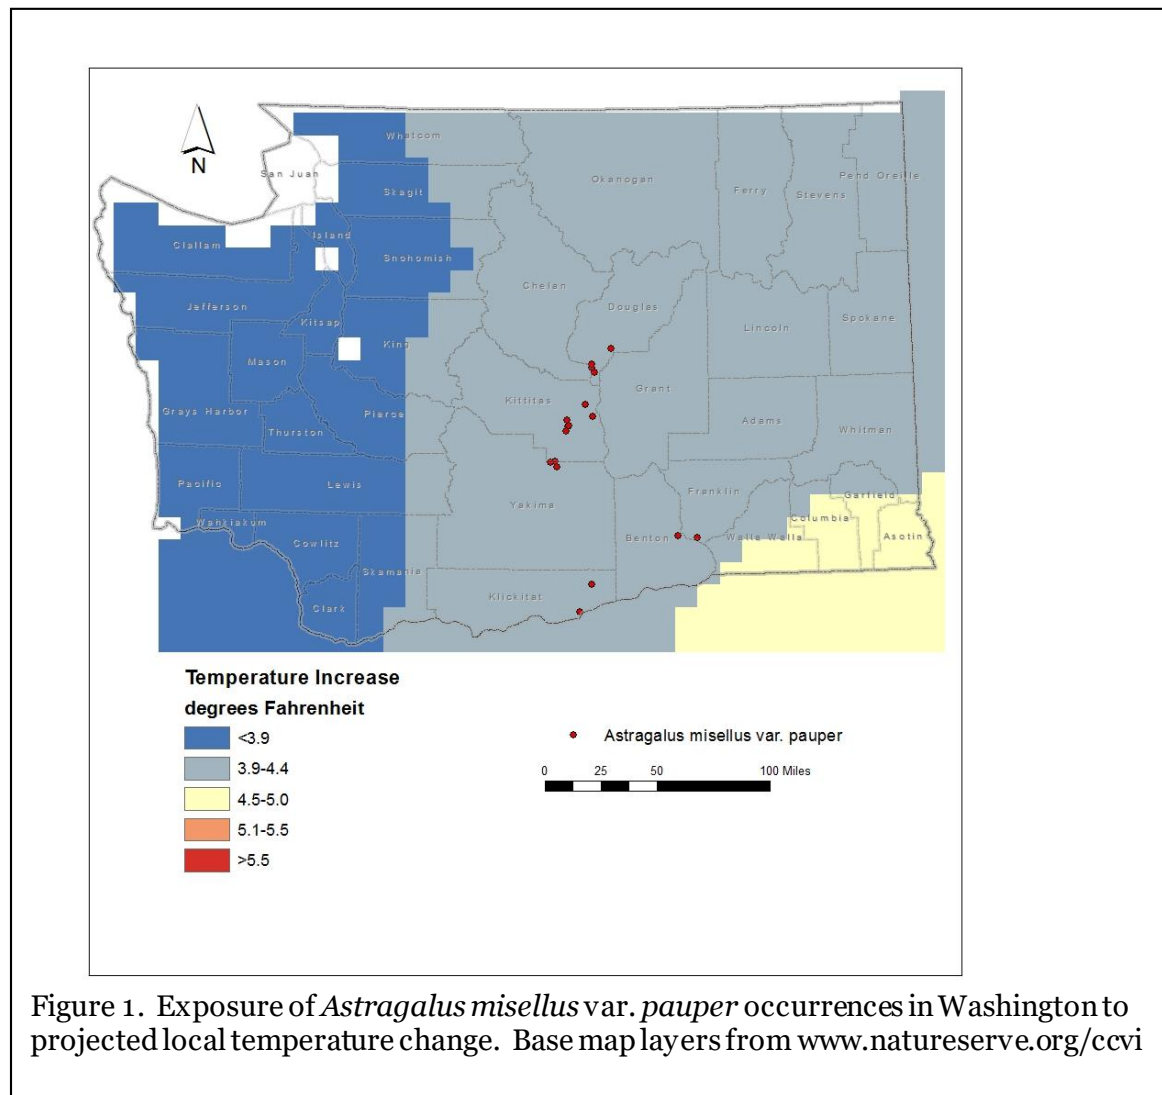 N
Whatcom
San Juan
Okanogan
Ferry
Stevens
Pend Oreille
Skagit
Island
Clallam
Snohomish
Chelan
Jefferson
Douglas
Kitsap
Lincoln
Spokane
King
Mason
Grant
Kittitas
Grays Harbor
Pierce
Adams
Whitman
Thurston
Pacific
Lewis
Franklin
Garfield
Yakima
Columbia
Wahkiakum
Benton
Walla Walla
Asotin
Cowlitz
Skamania
Klickitat
Clark
Temperature Increase
degrees Fahrenheit
<3.9
3.9-4.4
4.5-5.0
5.1-5.5
>5.5
Astragalus misellus var. pauper
0 25 50 100 Miles
Figure 1. Exposure of Astragalus misellus var. pauper occurrences in Washington to
projected local temperature change. Base map layers from www.natureserve.org/ccvi